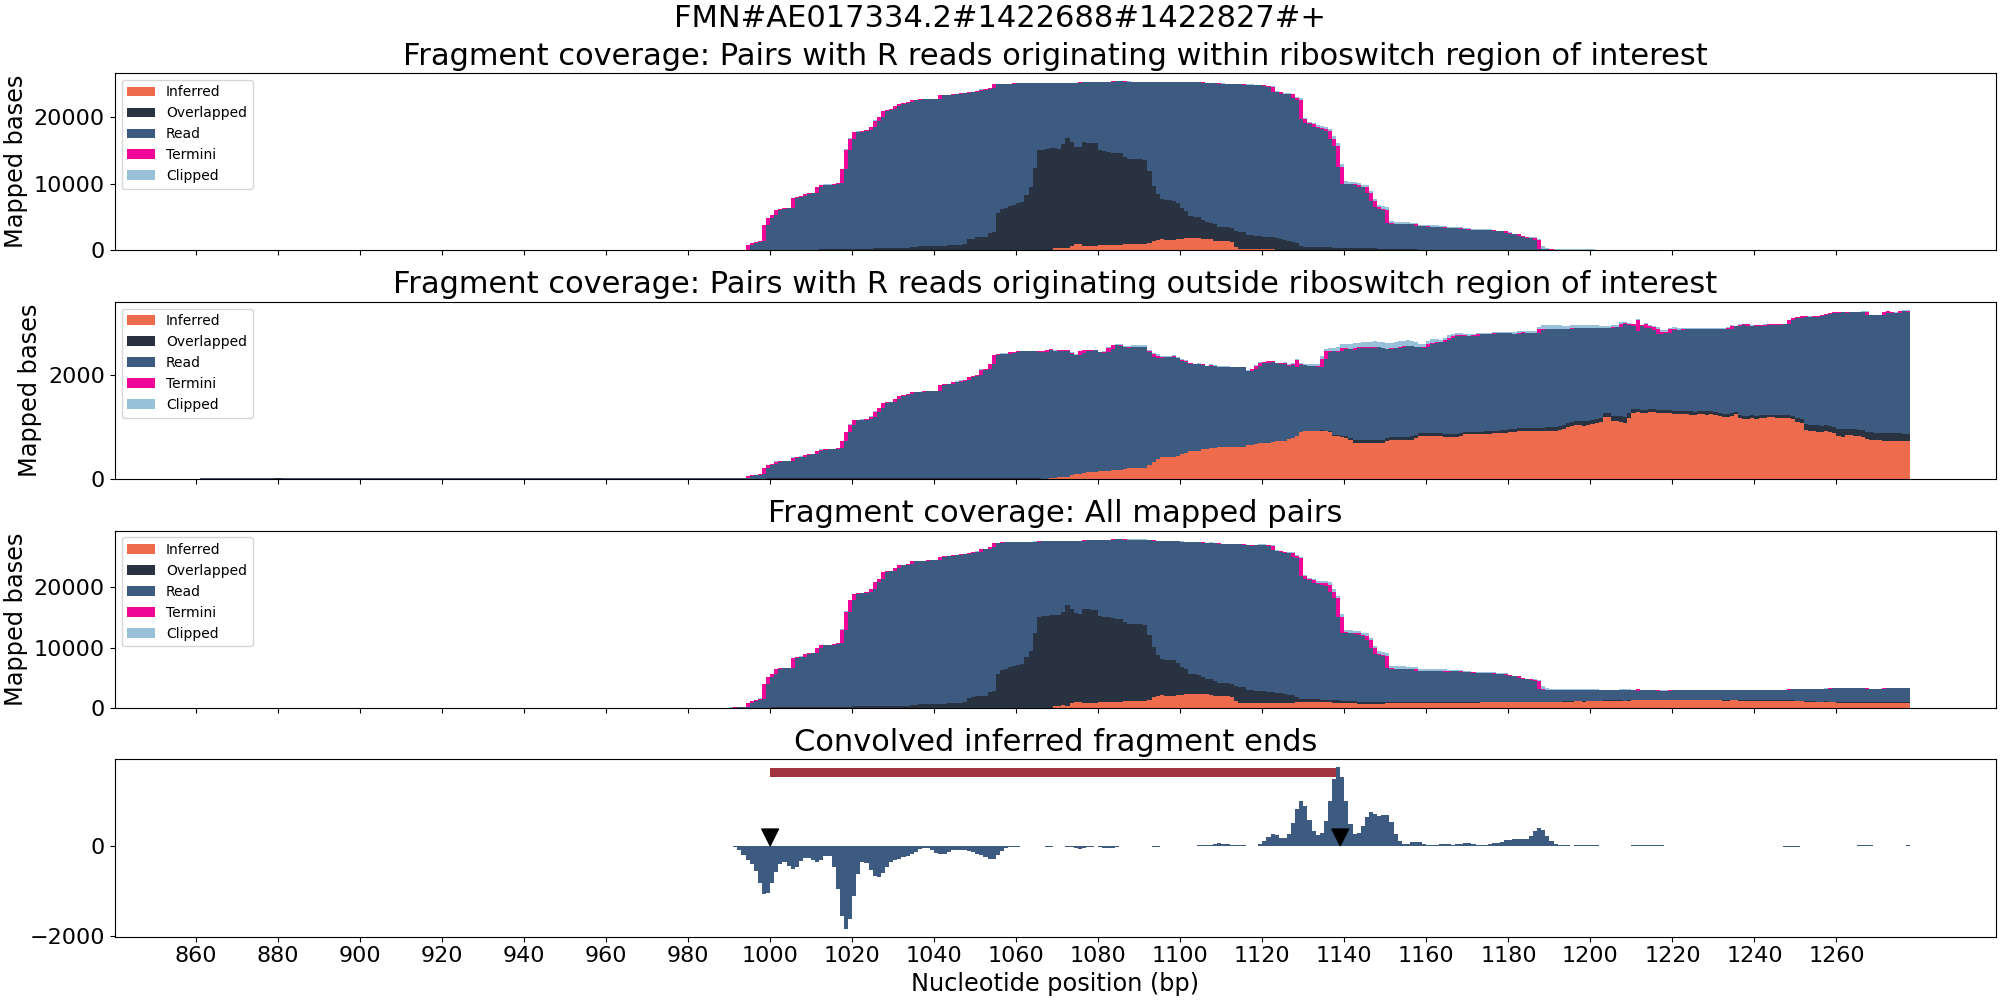 FMN#AE017334.2#1422688#1422827#+
Fragment coverage: Pairs with R reads originating within riboswitch region of interest
Mapped bases
20000
10000
0
Inferred
Overlapped
Read
Termini
Clipped
Fragment coverage: Pairs with R reads originating outside riboswitch region of interest
Mapped bases
2000
0
Inferred
Overlapped
Read
Termini
Clipped
Fragment coverage: All mapped pairs
Mapped bases
20000
10000
0
Inferred
Overlapped
Read
Termini
Clipped
Convolved inferred fragment ends
0
−2000
860 880 900 920 940 960 980 1000 1020 1040 1060 1080 1100 1120 1140 1160 1180 1200 1220 1240 1260
Nucleotide position (bp)